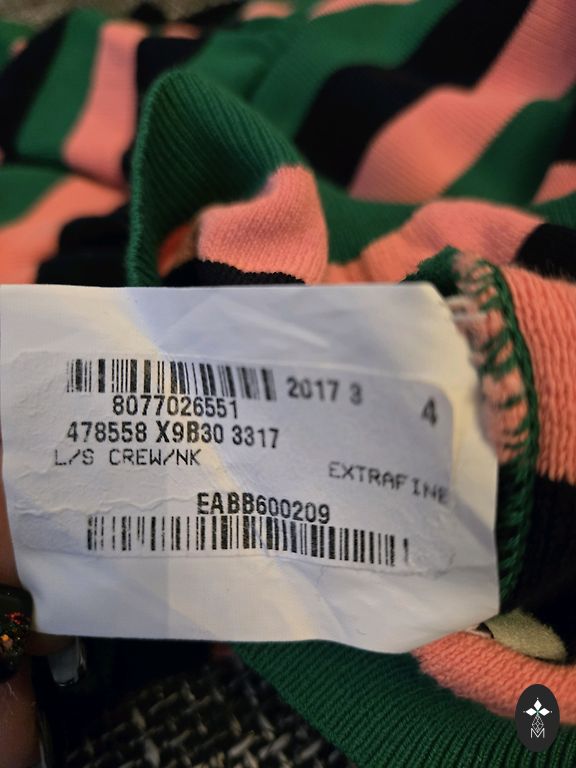 2017 3
4
8077026551
478558 X9B30 3317
L/S CREW/NK
EXTRAFINE
EABB600209
M